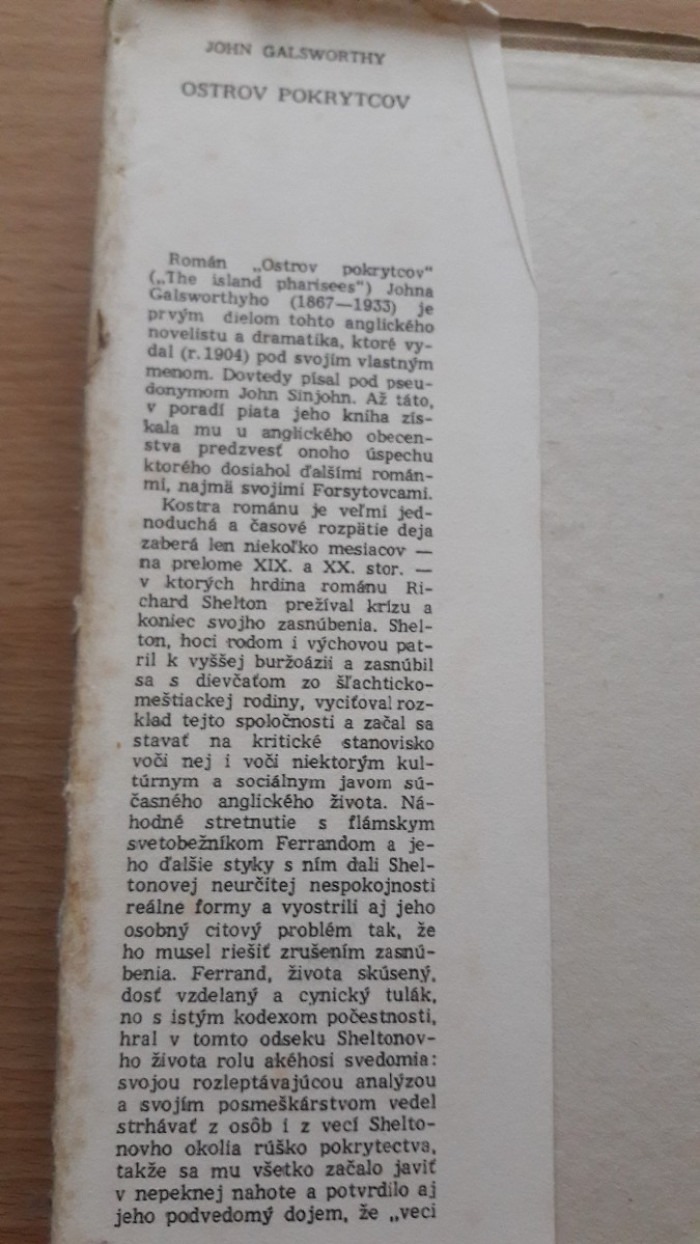 JOHN GALSWORTHY
OSTROV POKRYTCOV
Román „Ostrov pokrytcov“
(„The island pharisees“) Johna
Galsworthyho (1867—1933) je
prvým dielom tohto anglického
novelistu a dramatika, ktoré vy-
dal (r. 1904) pod svojím vlastným
menom. Dovtedy písal pod pseu-
donymom John Sinjohn. Až táto,
v poradí piata jeho kniha zís-
kala mu u anglického obecen-
stva predzvesť onoho úspechu
ktorého dosiahol ďalšími román-
mi, najmä svojimi Forsytovcami.
Kostra románu je veľmi jed-
noduchá a časové rozpätie deja
zaberá len niekoľko mesiacov —
na prelome XIX. a XX. stor. —
v ktorých hrdina románu Ri-
chard Shelton prežíval krízu a
koniec svojho zasnúbenia. Shel-
ton, hoci rodom i výchovou pat-
ril k vyššej buržoázii a zasnúbil
sa s dievčaťom zo šľachticko-
meštiackej rodiny, vyciťoval roz-
klad tejto spoločnosti a začal sa
stavať na kritické stanovisko
voči nej i voči niektorým kul-
túrnym a sociálnym javom sú-
časného anglického života. Ná-
hodné stretnutie s flámskym
svetobežníkom Ferrandom a je-
ho ďalšie styky s ním dali Shel-
tonovej neurčitej nespokojnosti
reálne formy a vyostrili aj jeho
osobný citový problém tak, že
ho musel riešiť zrušením zasnú-
benia. Ferrand, života skúsený,
dosť vzdelaný a cynický tulák,
no s istým kodexom počestnosti,
hral v tomto odseku Sheltonov-
ho života rolu akéhosi svedomia:
svojou rozleptávajúcou analýzou
a svojím posmeškárstvom vedel
strhávať z osôb i z vecí Shelto-
novho okolia rúško pokrytectva,
takže sa mu všetko začalo javiť
v nepeknej nahote a potvrdilo aj
jeho podvedomý dojem, že „veci